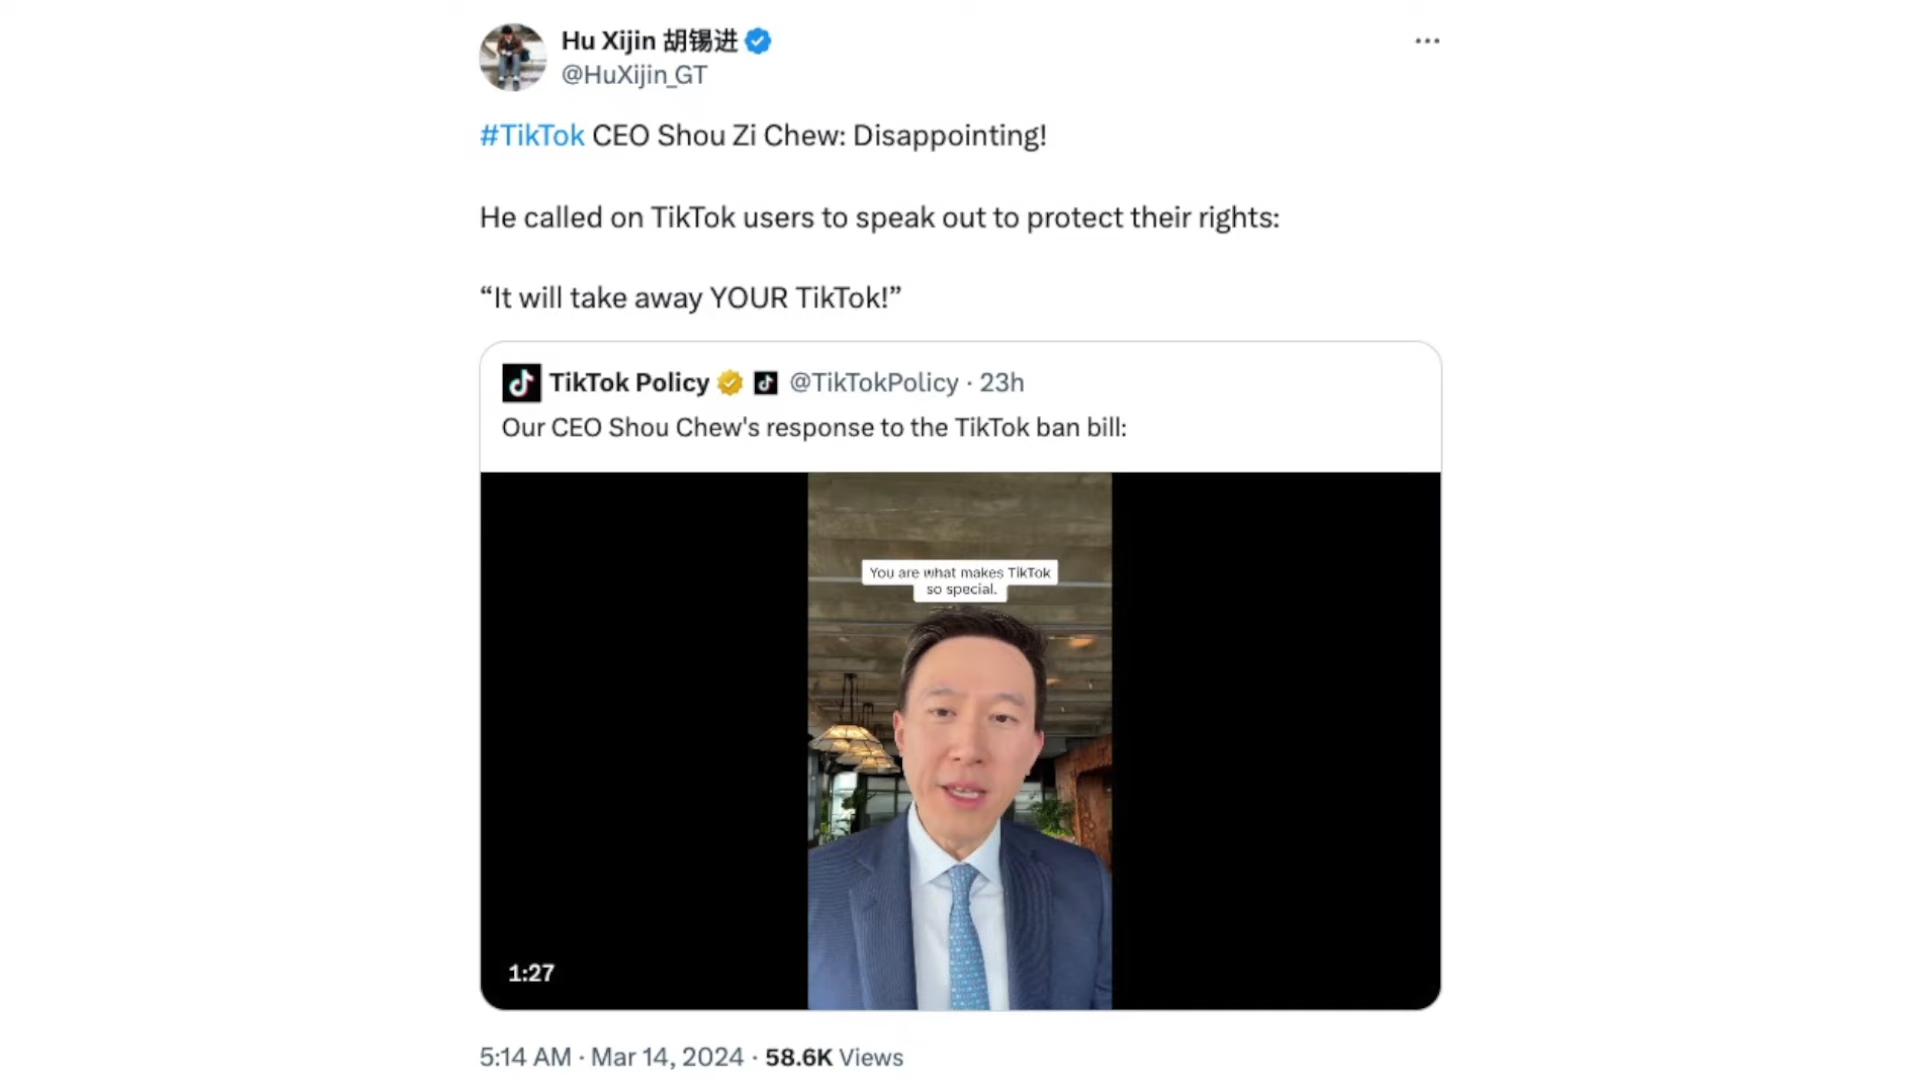 Hu Xijin 胡锡进
@HuXijin_GT
#TikTok CEO Shou Zi Chew: Disappointing!
He called on TikTok users to speak out to protect their rights:
“It will take away YOUR TikTok!”
TikTok Policy @TikTokPolicy · 23h
Our CEO Shou Chew's response to the TikTok ban bill:
You are what makes TikTok
so special.
1:27
5:14 AM · Mar 14, 2024 · 58.6K Views